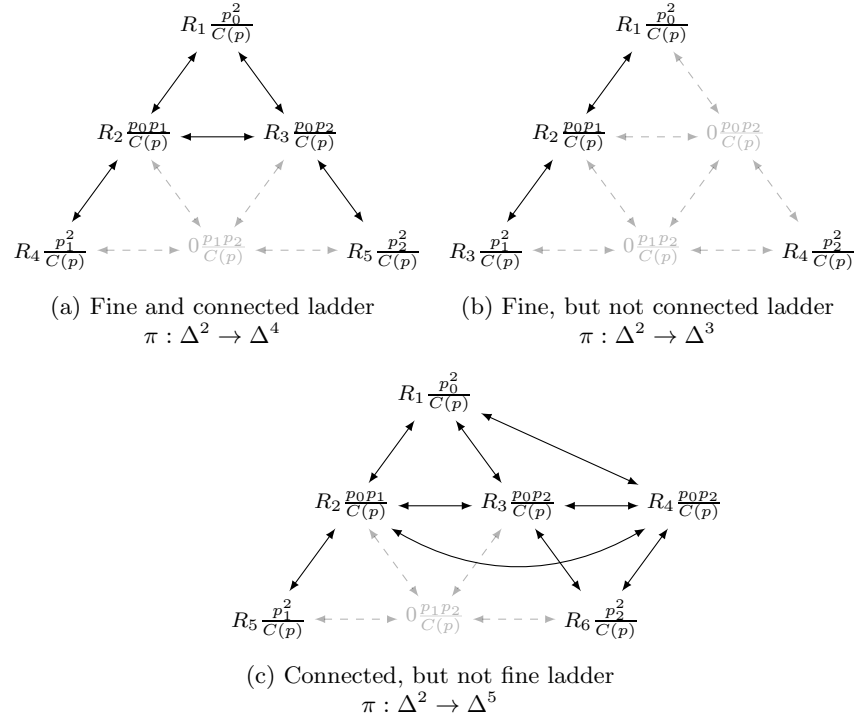 R₁ p₀²/C(p) R₁ p₀²/C(p)
R₂ p₀p₁/C(p) R₃ p₀p₂/C(p) R₂ p₀p₁/C(p) 0 p₀p₂/C(p)
R₄ p₁²/C(p) 0 p₁p₂/C(p) R₅ p₂²/C(p) R₃ p₁²/C(p) 0 p₁p₂/C(p) R₄ p₂²/C(p)
(a) Fine and connected ladder
π : Δ² → Δ⁴
(b) Fine, but not connected ladder
π : Δ² → Δ³
R₁ p₀²/C(p)
R₂ p₀p₁/C(p) R₃ p₀p₂/C(p) R₄ p₀p₂/C(p)
R₅ p₁²/C(p) 0 p₁p₂/C(p) R₆ p₂²/C(p)
(c) Connected, but not fine ladder
π : Δ² → Δ⁵